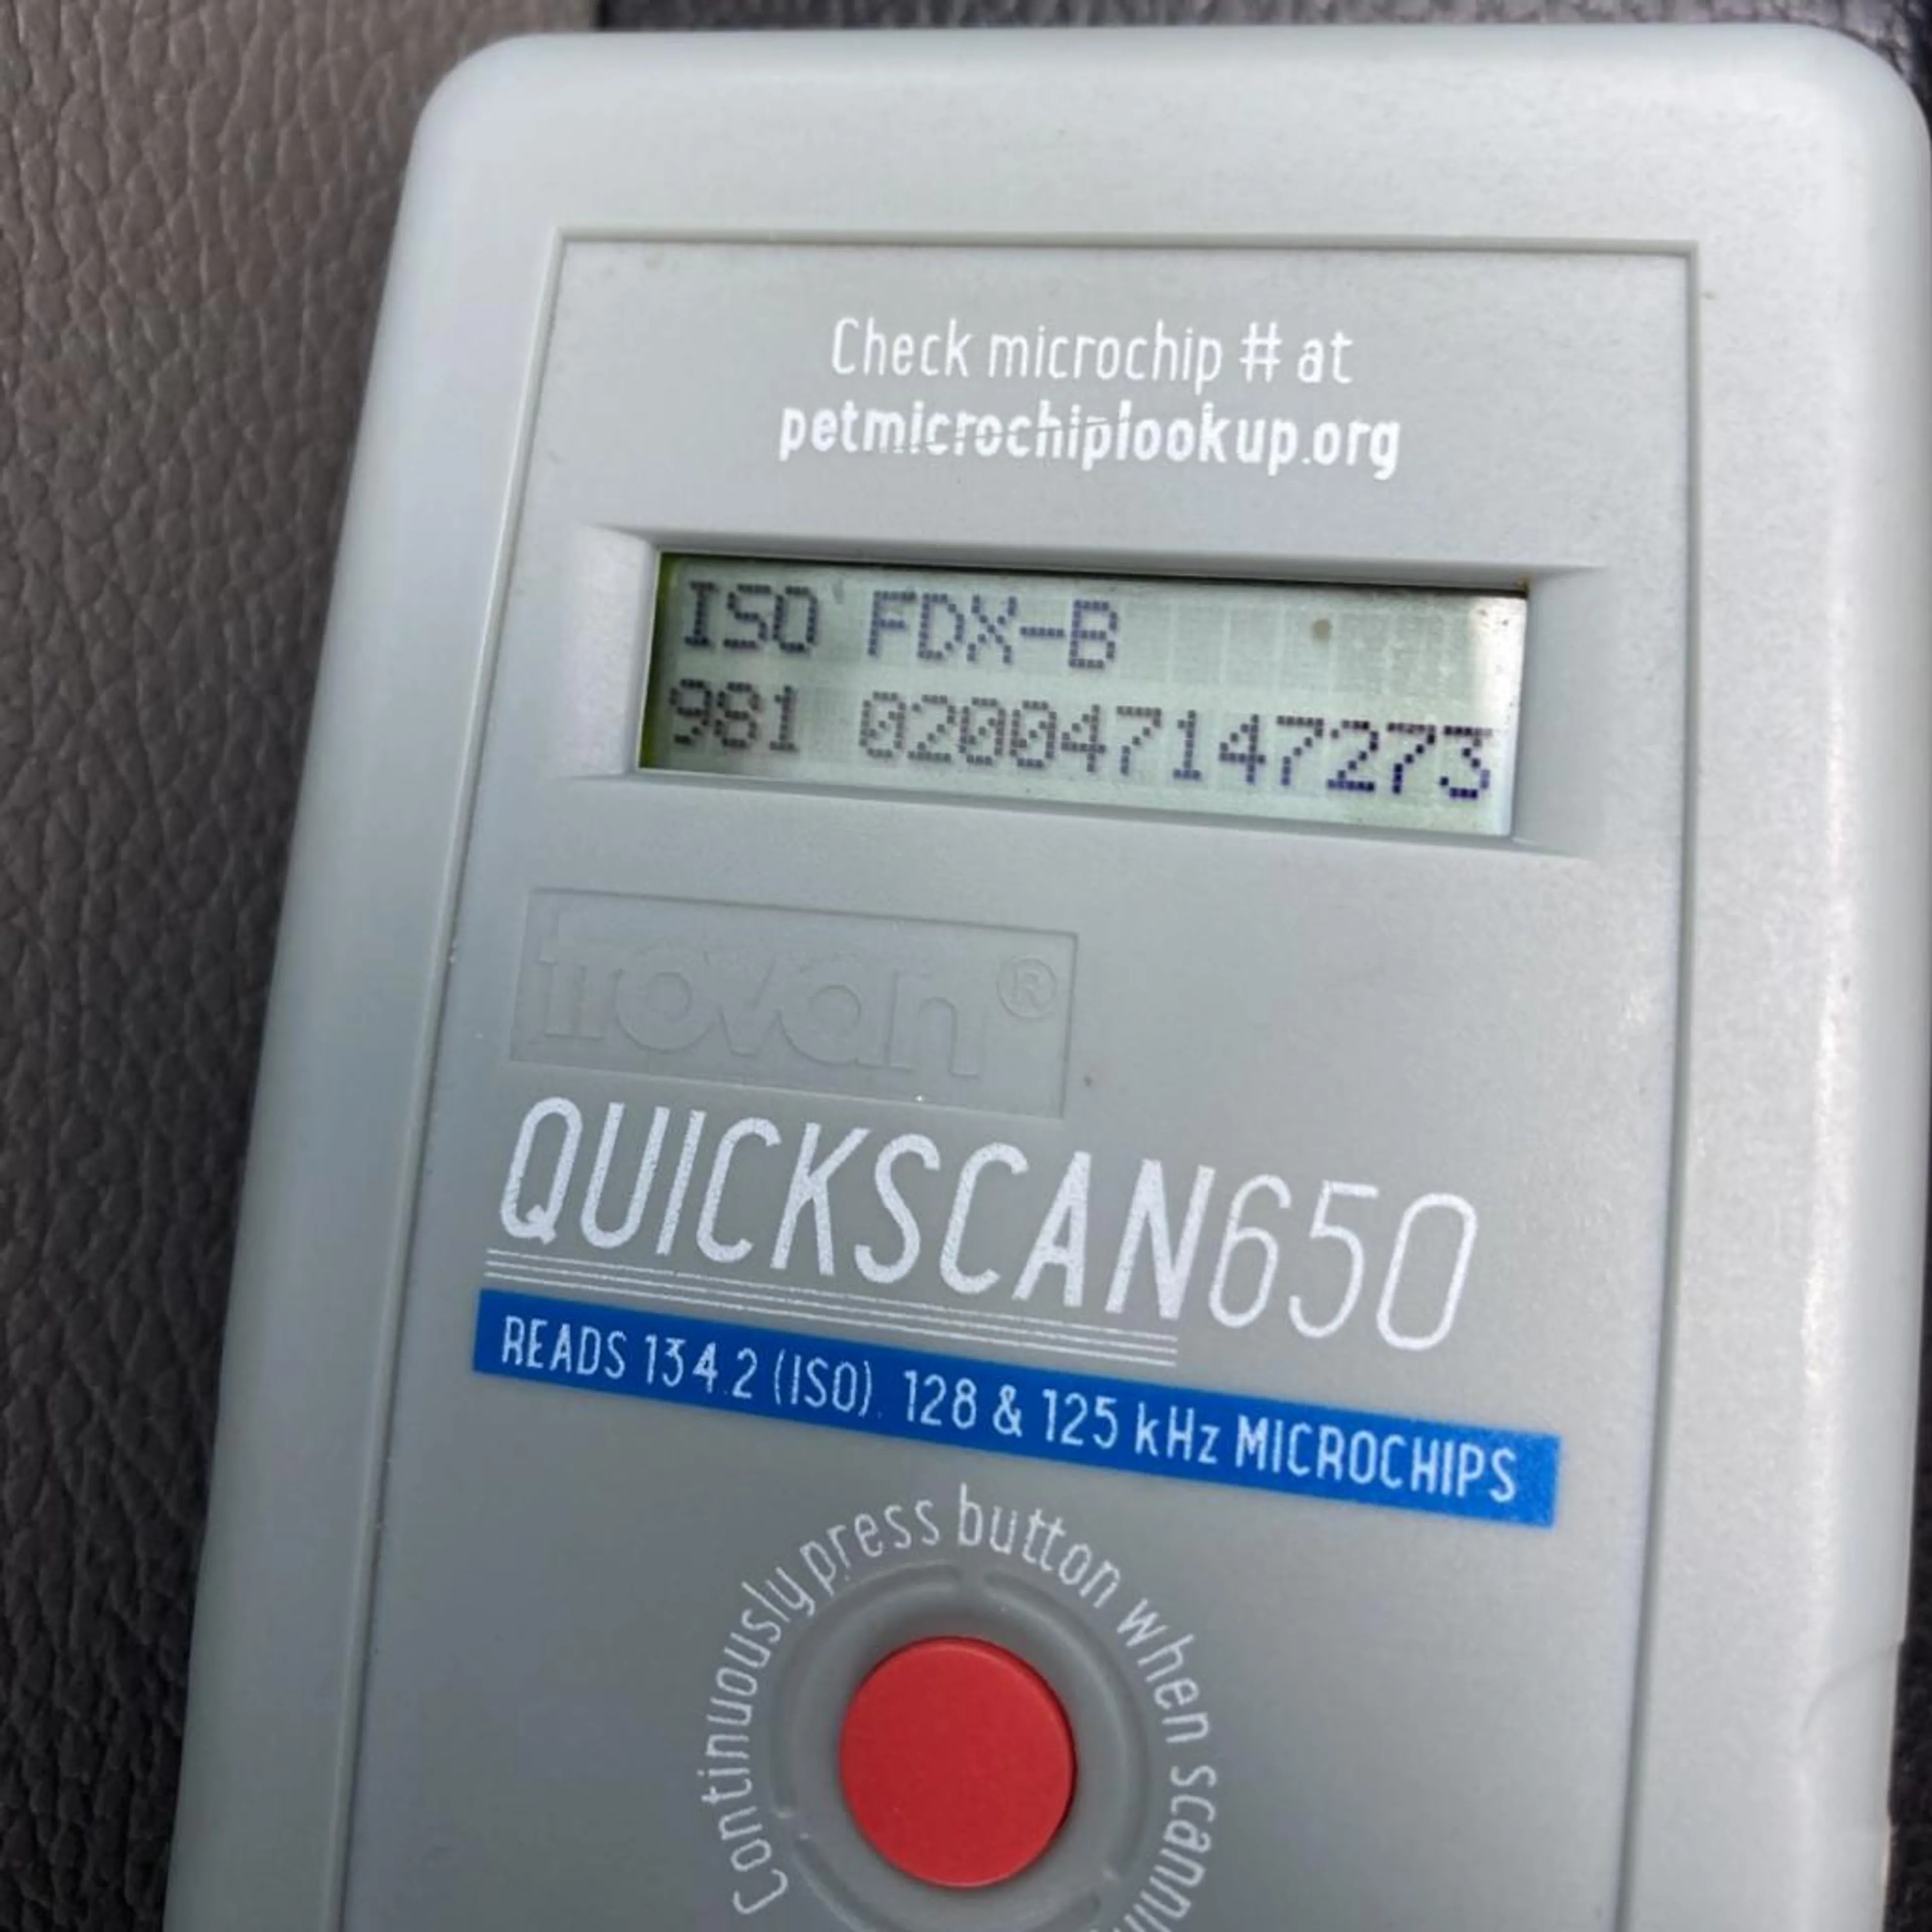 Check microchip # at
petmicrochiplookup.org
ISO FDX-B
981 020047147273
trovan®
QUICKSCAN650
READS 134.2 (ISO), 128 & 125 kHz MICROCHIPS
Continuously press button when